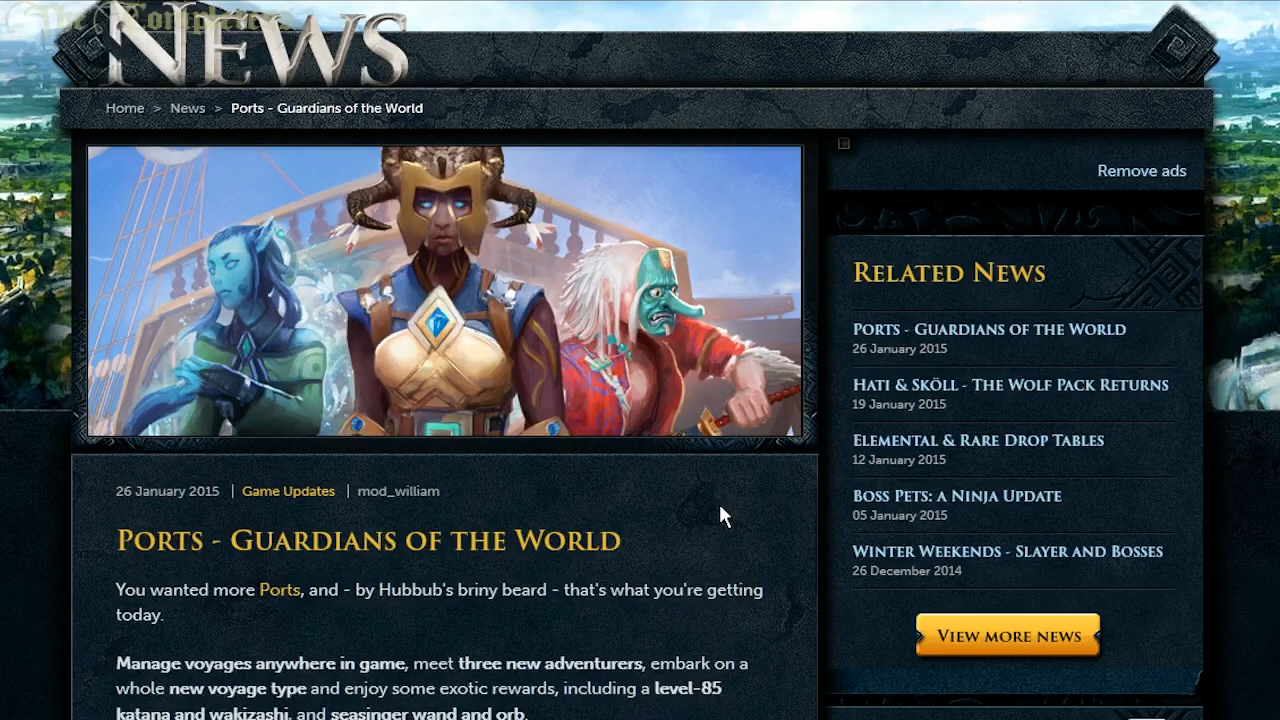 The Completionist
NEWS
Home > News > Ports - Guardians of the World
Remove ads
RELATED NEWS
PORTS - GUARDIANS OF THE WORLD
26 January 2015
HATI & SKÖLL - THE WOLF PACK RETURNS
19 January 2015
ELEMENTAL & RARE DROP TABLES
12 January 2015
BOSS PETS: A NINJA UPDATE
05 January 2015
WINTER WEEKENDS - SLAYER AND BOSSES
26 December 2014
VIEW MORE NEWS
26 January 2015 | Game Updates | mod_william
PORTS - GUARDIANS OF THE WORLD
You wanted more Ports, and - by Hubbub's briny beard - that's what you're getting
today.
Manage voyages anywhere in game, meet three new adventurers, embark on a
whole new voyage type and enjoy some exotic rewards, including a level-85
katana and wakizashi, and seasinger wand and orb.